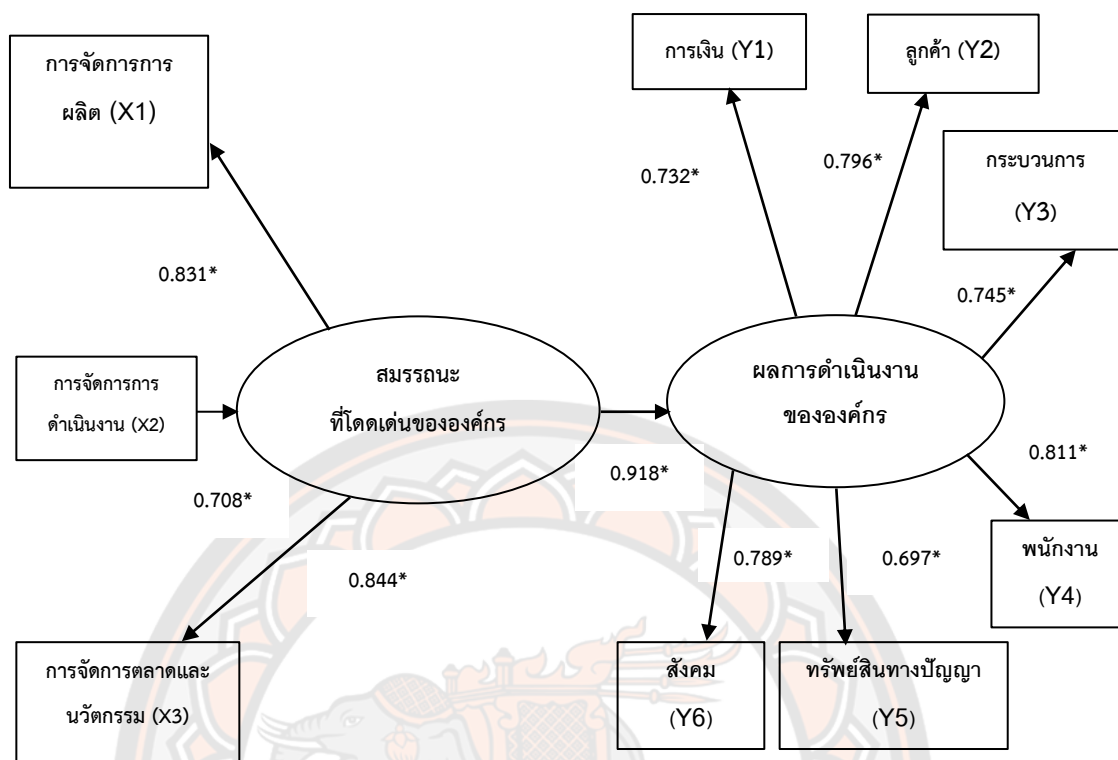 การจัดการการ
ผลิต (X1)
การเงิน (Y1)
ลูกค้า (Y2)
กระบวนการ
(Y3)
0.732*
0.796*
0.745*
0.831*
การจัดการการ
ดำเนินงาน (X2)
สมรรถนะ
ที่โดดเด่นขององค์กร
ผลการดำเนินงาน
ขององค์กร
0.918*
0.811*
0.708*
0.844*
0.789*
0.697*
พนักงาน
(Y4)
การจัดการตลาดและ
นวัตกรรม (X3)
สังคม
(Y6)
ทรัพย์สินทางปัญญา
(Y5)